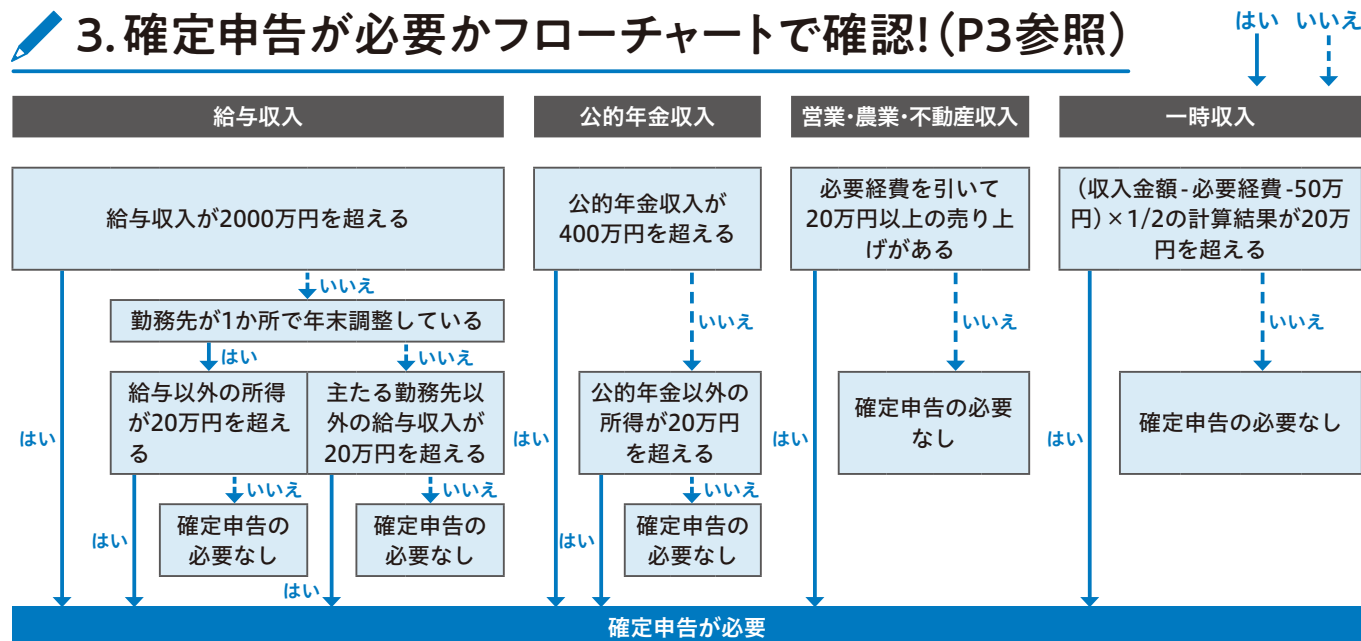 3.確定申告が必要かフローチャートで確認!(P3参照)
はい いいえ
給与収入
給与収入が2000万円を超える
いいえ
勤務先が1か所で年末調整している
はい
いいえ
給与以外の所得
が20万円を超え
る
主たる勤務先以
外の給与収入が
20万円を超える
はい
いいえ
いいえ
確定申告の
必要なし
確定申告の
必要なし
はい
はい
公的年金収入
公的年金収入が
400万円を超える
いいえ
公的年金以外の
所得が20万円
を超える
はい
いいえ
確定申告の
必要なし
はい
営業・農業・不動産収入
必要経費を引いて
20万円以上の売り上
げがある
いいえ
確定申告の必要
なし
はい
一時収入
(収入金額-必要経費-50万
円)×1/2の計算結果が20万
円を超える
いいえ
確定申告の必要なし
はい
確定申告が必要